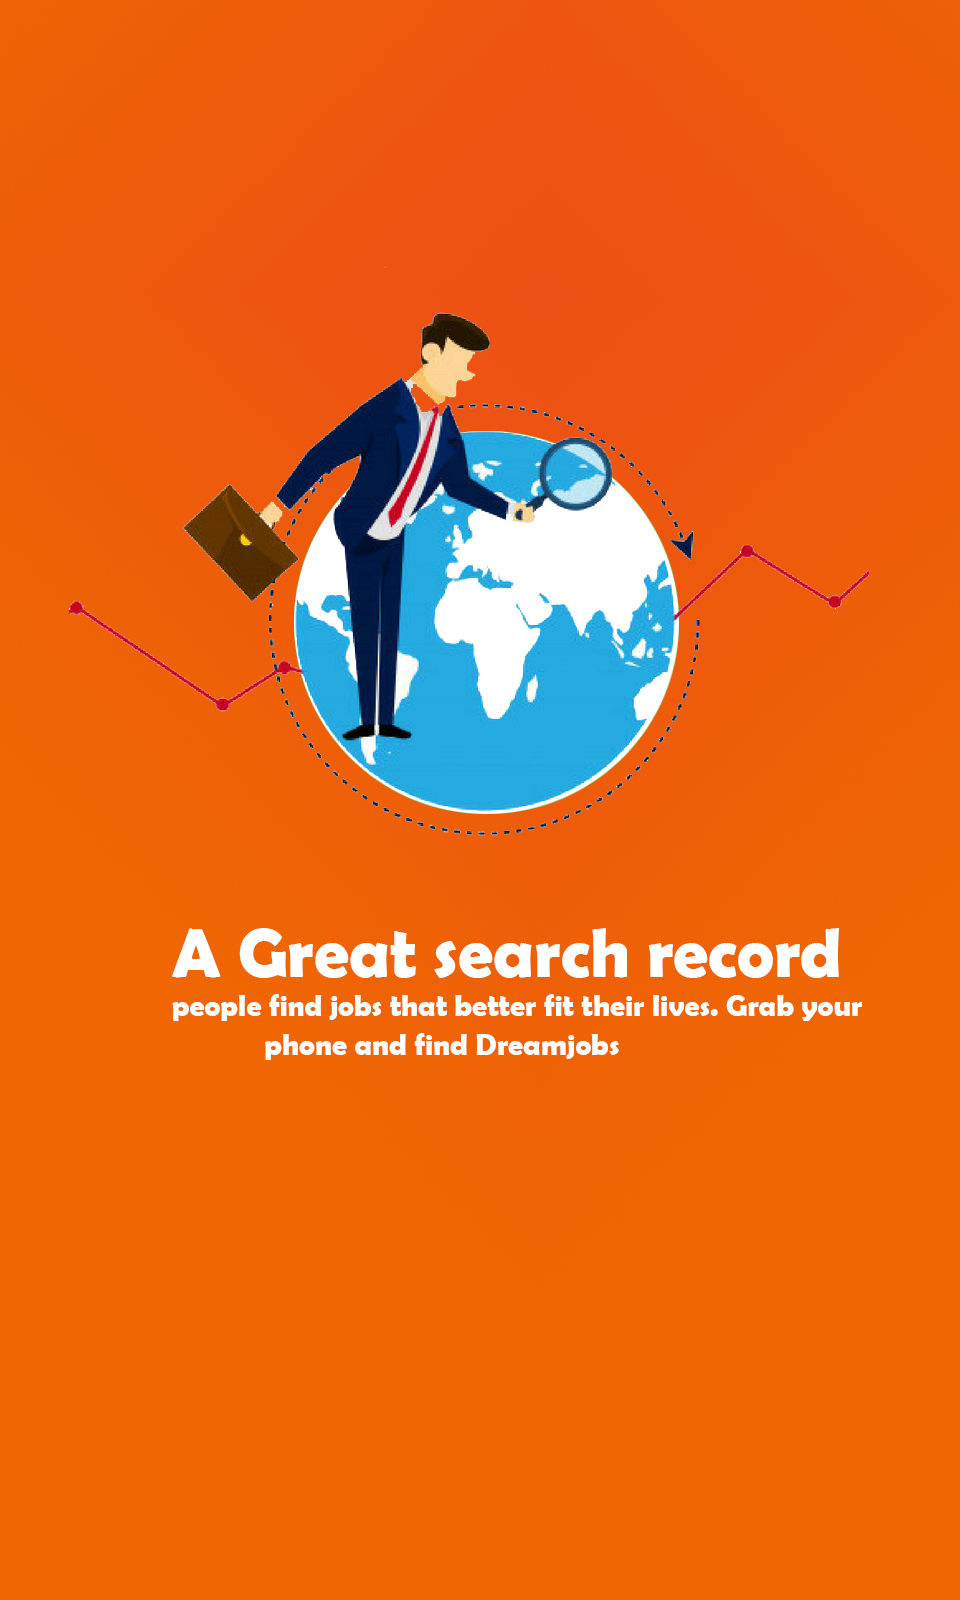 A Great search record
people find jobs that better fit their lives. Grab your
phone and find Dreamjobs